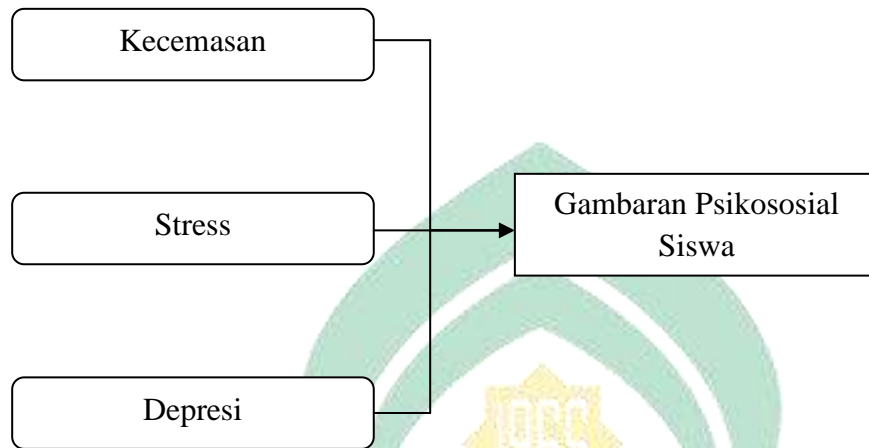 Kecemasan
Stress
Gambaran Psikososial
Siswa
Depresi